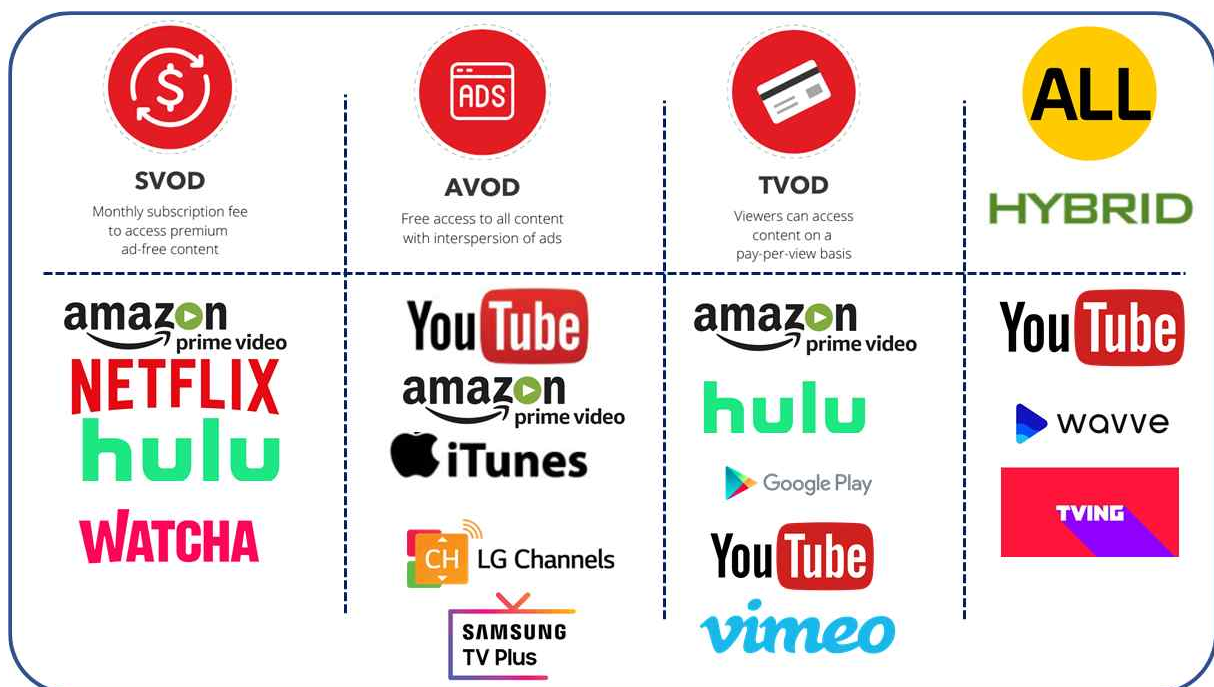 $
SVOD
Monthly subscription fee
to access premium
ad-free content
ADS
AVOD
Free access to all content
with interspersion of ads
TVOD
Viewers can access
content on a
pay-per-view basis
ALL
HYBRID
amazon
prime video
NETFLIX
hulu
WATCHA
YouTube
amazon
prime video
iTunes
CH LG Channels
SAMSUNG
TV Plus
amazon
prime video
hulu
Google Play
YouTube
vimeo
YouTube
wavve
TVING